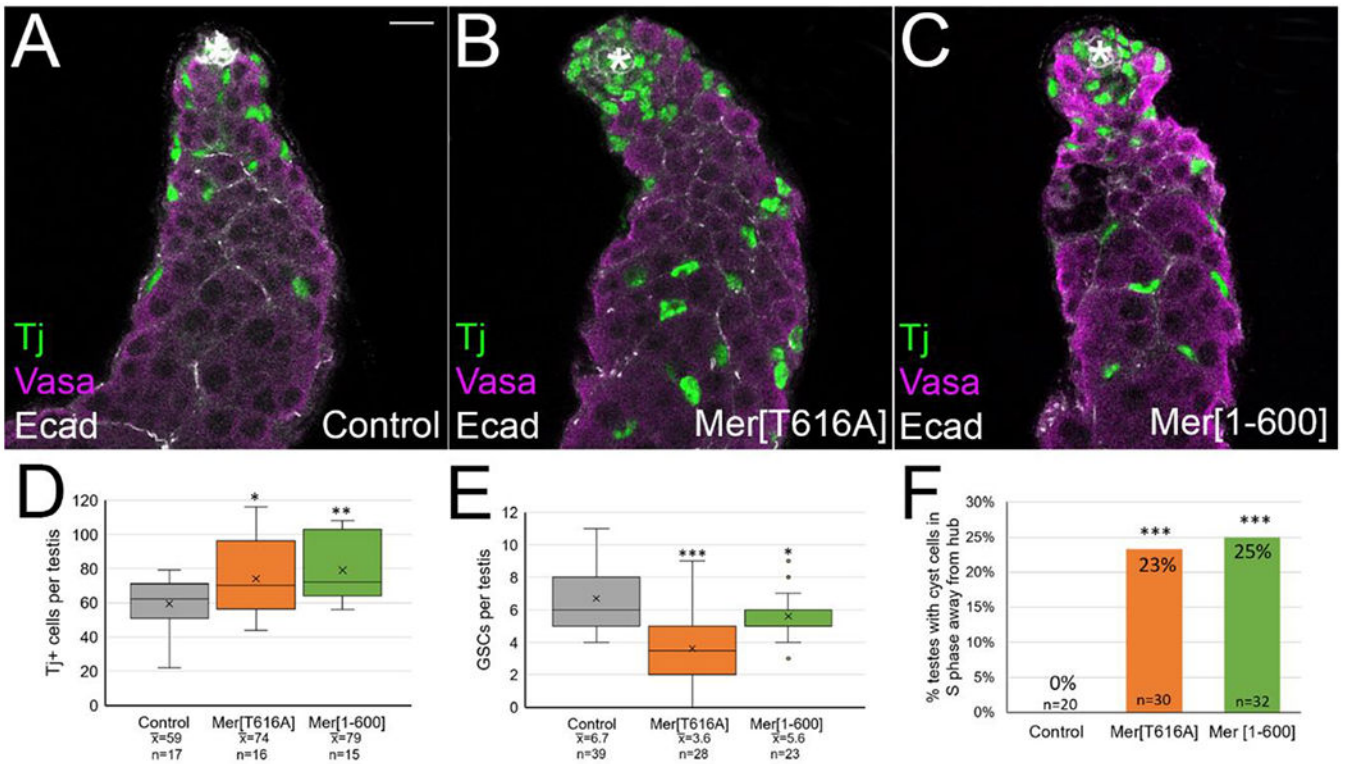 A
*
Tj
Vasa
Ecad
Control
B
*
Tj
Vasa
Ecad
Mer[T616A]
C
*
Tj
Vasa
Ecad
Mer[1-600]
D
Tj+ cells per testis
120
100
80
60
40
20
0
*
**
Control
Mer[T616A]
Mer[1-600]
x̅=59
x̅=74
x̅=79
n=17
n=16
n=15
E
GSCs per testis
12
10
8
6
4
2
0
***
*
Control
Mer[T616A]
Mer[1-600]
x̅=6.7
x̅=3.6
x̅=5.6
n=39
n=28
n=23
F
% testes with cyst cells in
S phase away from hub
30%
25%
20%
15%
10%
5%
0%
***
***
0%
23%
25%
n=20
n=30
n=32
Control
Mer[T616A]
Mer [1-600]